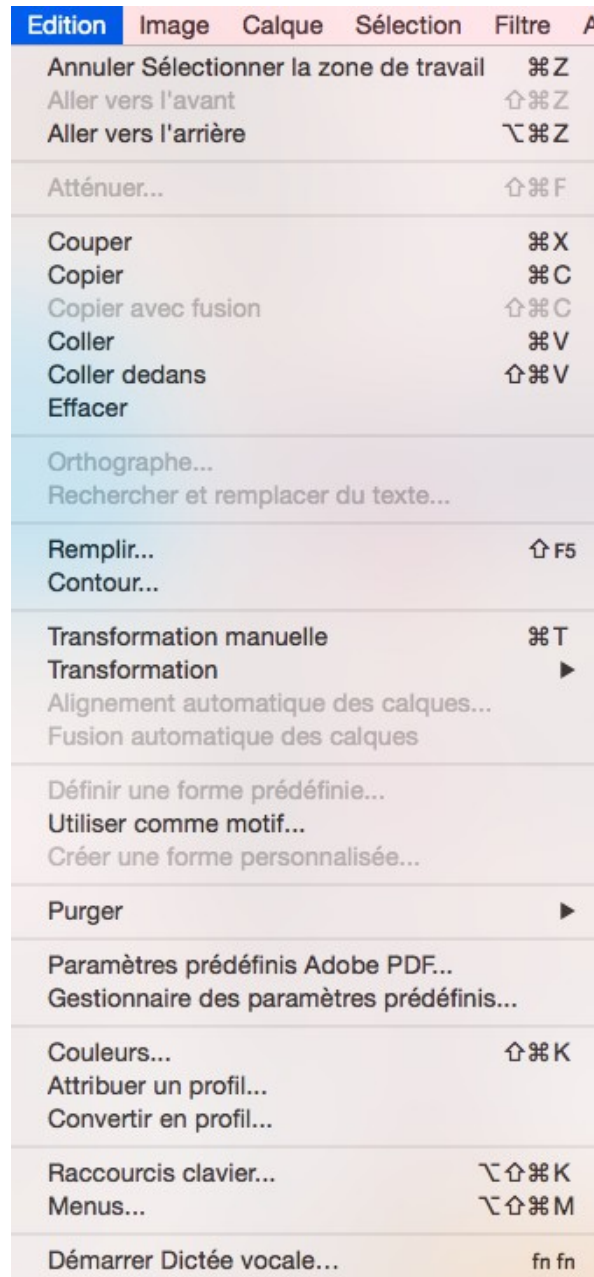 Edition Image Calque Sélection Filtre A
Annuler Sélectionner la zone de travail ⌘Z
Aller vers l'avant ⇧⌘Z
Aller vers l'arrière ⌥⌘Z
Atténuer... ⇧⌘F
Couper ⌘X
Copier ⌘C
Copier avec fusion ⇧⌘C
Coller ⌘V
Coller dedans ⇧⌘V
Effacer
Orthographe...
Rechercher et remplacer du texte...
Remplir... ⇧F5
Contour...
Transformation manuelle ⌘T
Transformation ▶
Alignement automatique des calques...
Fusion automatique des calques
Définir une forme prédéfinie...
Utiliser comme motif...
Créer une forme personnalisée...
Purger ▶
Paramètres prédéfinis Adobe PDF...
Gestionnaire des paramètres prédéfinis...
Couleurs... ⇧⌘K
Attribuer un profil...
Convertir en profil...
Raccourcis clavier... ⌥⇧⌘K
Menus... ⌥⇧⌘M
Démarrer Dictée vocale... fn fn